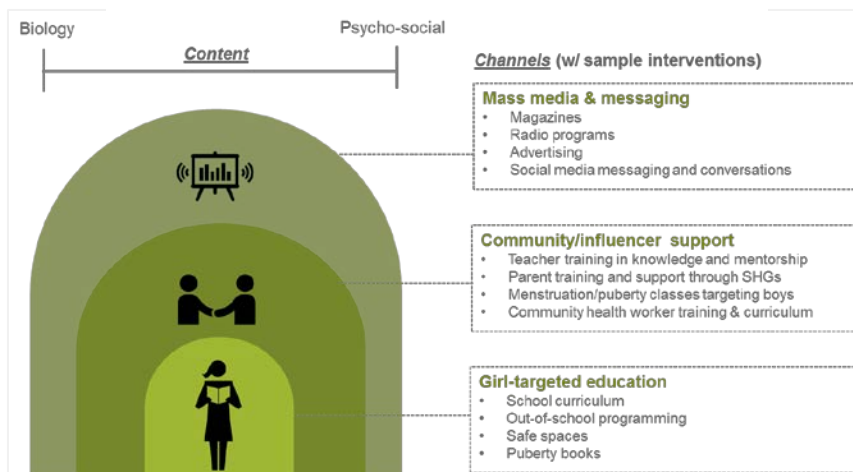 Biology
Psycho-social
Content
Channels (w/ sample interventions)
Mass media & messaging
• Magazines
• Radio programs
• Advertising
• Social media messaging and conversations
Community/influencer support
• Teacher training in knowledge and mentorship
• Parent training and support through SHGs
• Menstruation/puberty classes targeting boys
• Community health worker training & curriculum
Girl-targeted education
• School curriculum
• Out-of-school programming
• Safe spaces
• Puberty books